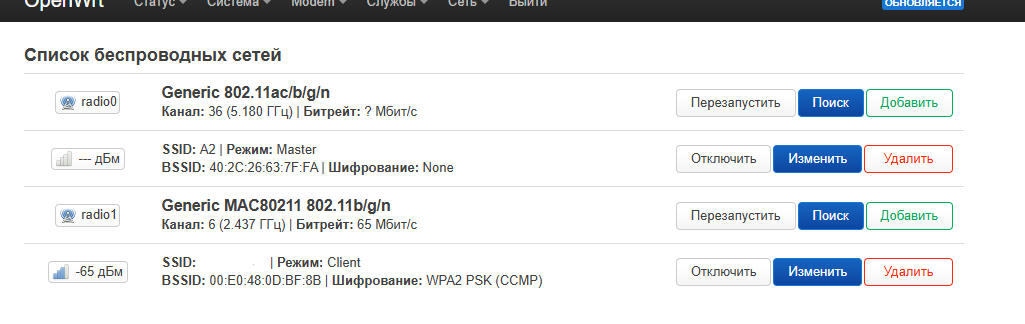 OpenWrt Статус Система Modem Службы Сеть Выйти ОБНОВЛЯЕТСЯ
Список беспроводных сетей
radio0
Generic 802.11ac/b/g/n
Канал: 36 (5.180 ГГц) | Битрейт: ? Мбит/с
Перезапустить Поиск Добавить
--- дБм
SSID: A2 | Режим: Master
BSSID: 40:2C:26:63:7F:FA | Шифрование: None
Отключить Изменить Удалить
radio1
Generic MAC80211 802.11b/g/n
Канал: 6 (2.437 ГГц) | Битрейт: 65 Мбит/с
Перезапустить Поиск Добавить
-65 дБм
SSID: | Режим: Client
BSSID: 00:E0:48:0D:BF:8B | Шифрование: WPA2 PSK (CCMP)
Отключить Изменить Удалить